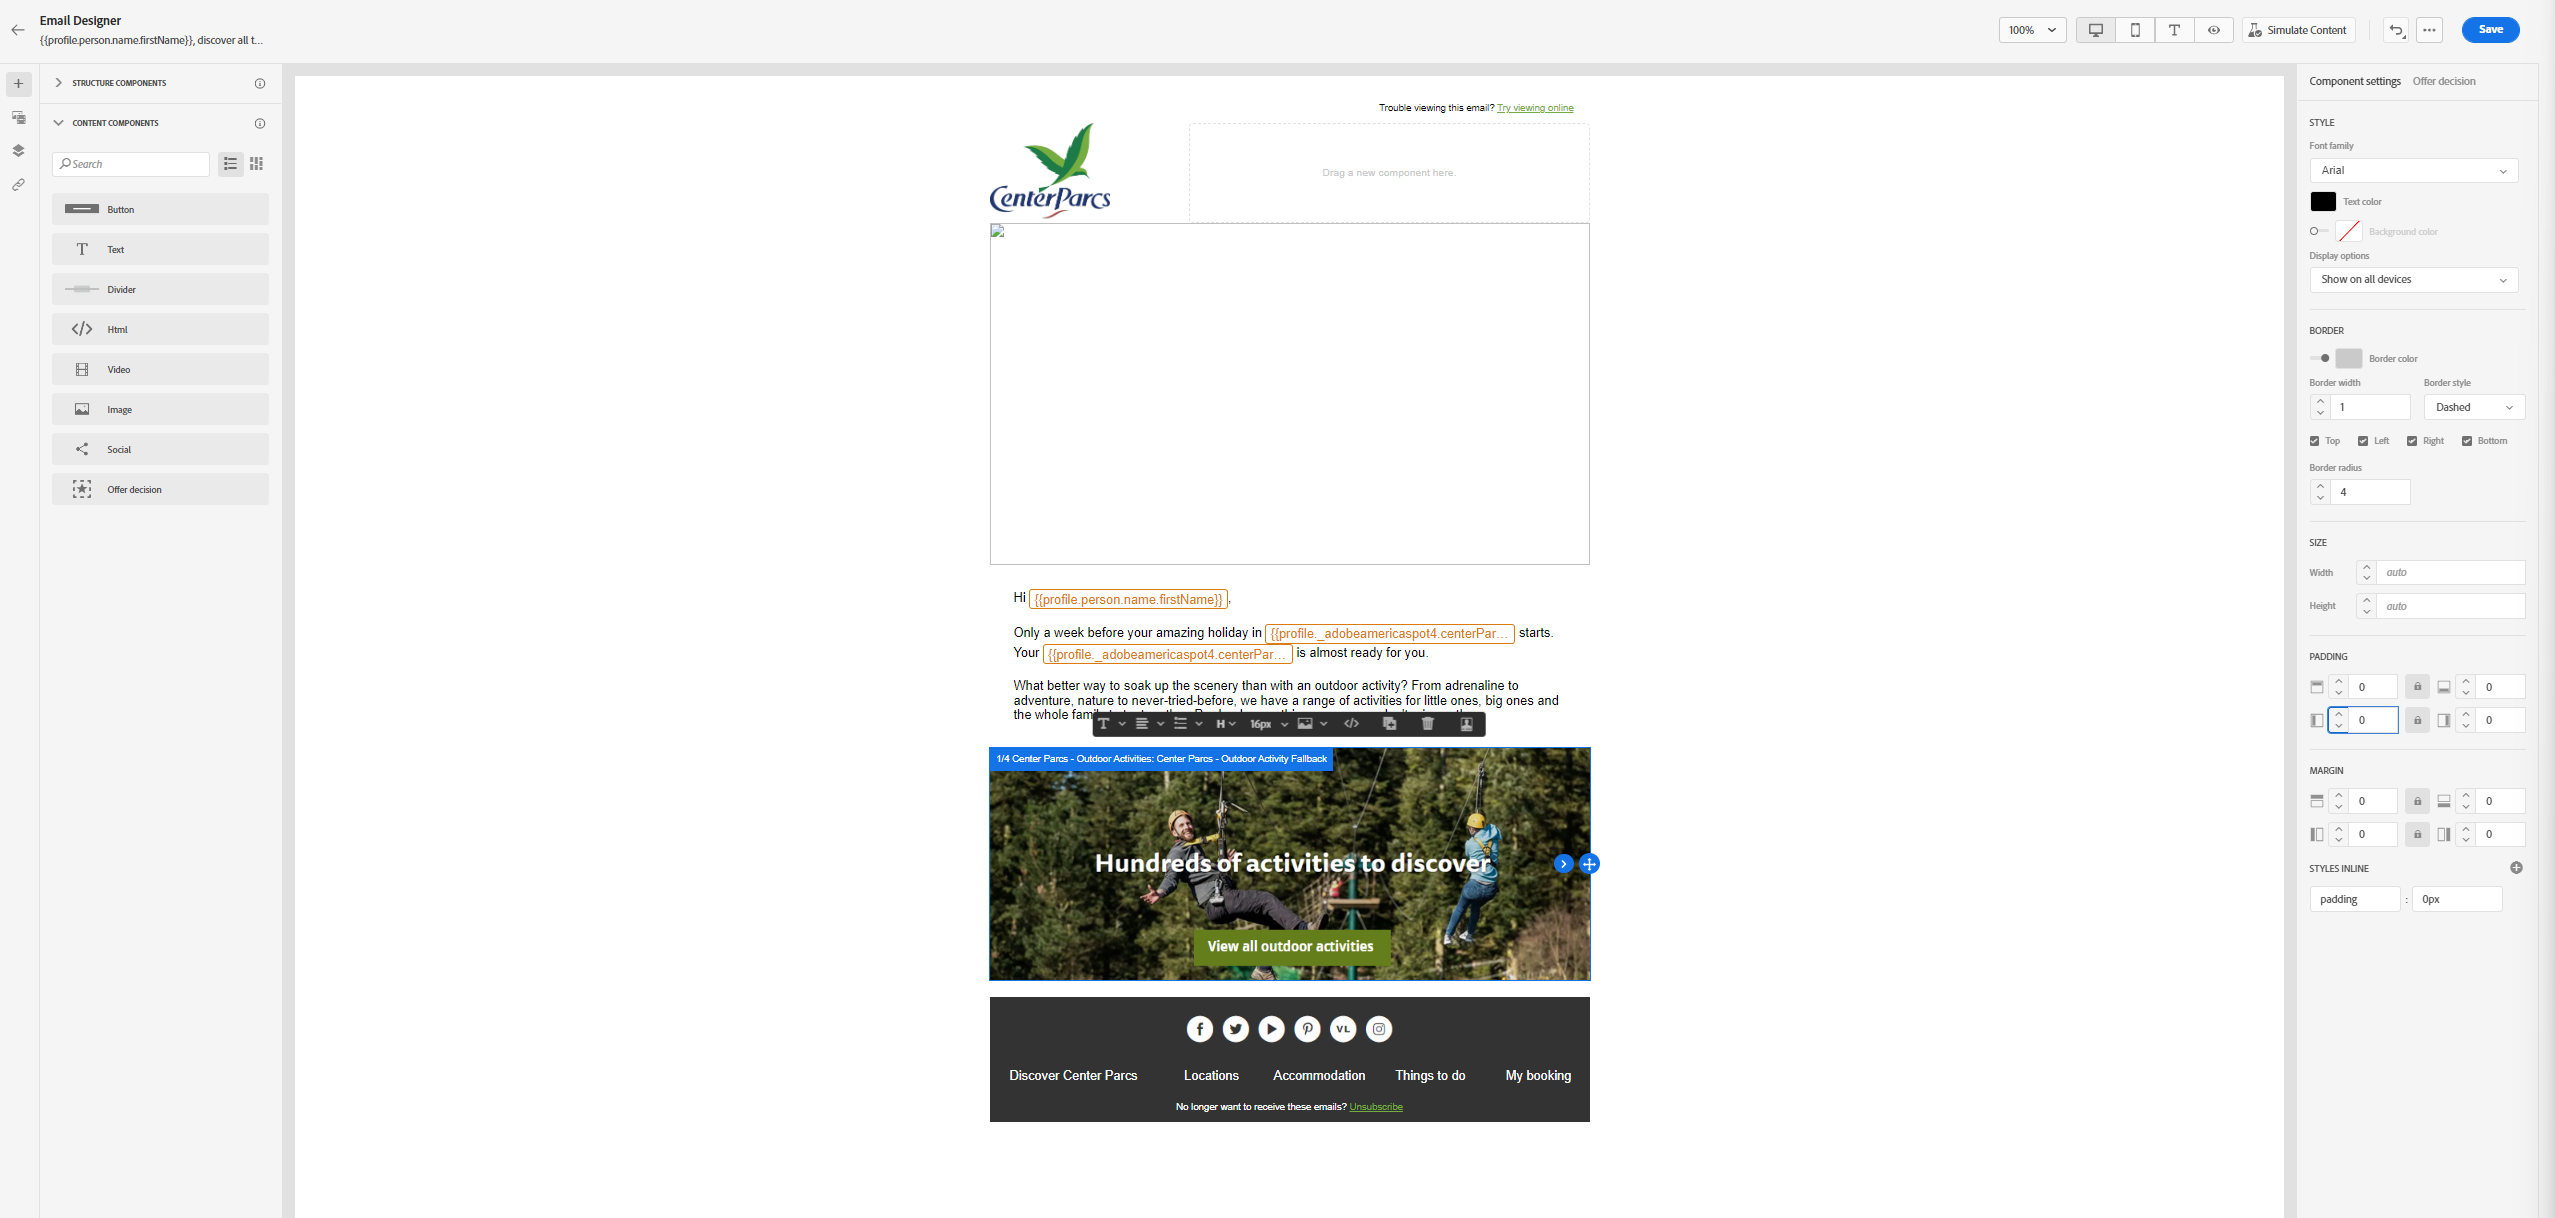 Email Designer
{{profile.person.name.firstName}}, discover all t...
100%
Simulate Content
Save
STRUCTURE COMPONENTS
CONTENT COMPONENTS
Search
Button
Text
Divider
Html
Video
Image
Social
Offer decision
Trouble viewing this email? Try viewing online
CenterParcs
Drag a new component here.
Hi {{profile.person.name.firstName}},
Only a week before your amazing holiday in {{profile._adobeamericaspot4.centerPar... starts.
Your {{profile._adobeamericaspot4.centerPar... is almost ready for you.
What better way to soak up the scenery than with an outdoor activity? From adrenaline to
adventure, nature to never-tried-before, we have a range of activities for little ones, big ones and
the whole
H
16px
1/4 Center Parcs - Outdoor Activities: Center Parcs - Outdoor Activity Fallback
Hundreds of activities to discover
View all outdoor activities
VL
Discover Center Parcs
Locations
Accommodation
Things to do
My booking
No longer want to receive these emails? Unsubscribe
Component settings
Offer decision
STYLE
Font family
Arial
Text color
Background color
Display options
Show on all devices
BORDER
Border color
Border width
Border style
1
Dashed
Top
Left
Right
Bottom
Border radius
4
SIZE
Width
auto
Height
auto
PADDING
0
0
0
0
MARGIN
0
0
0
0
STYLES INLINE
padding : 0px